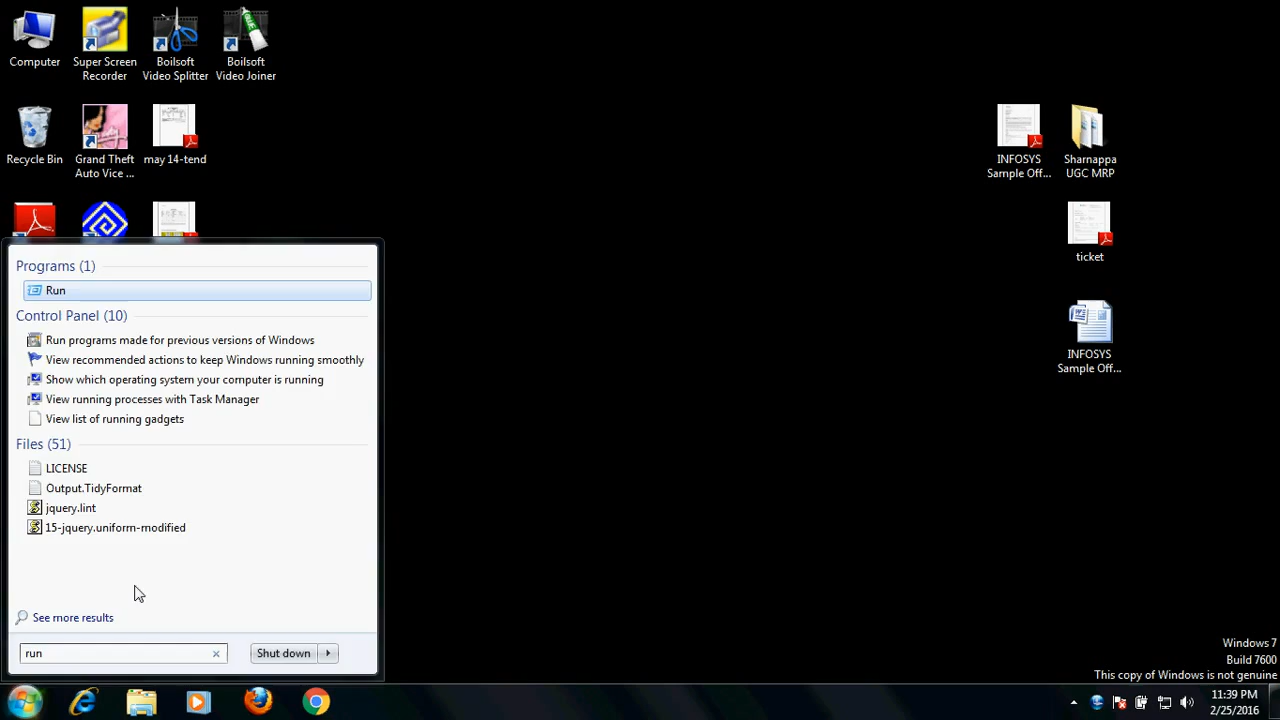 Computer
Super Screen
Recorder
Boilsoft
Video Splitter
Boilsoft
Video Joiner
GLUE
Recycle Bin
Grand Theft
Auto Vice ...
may 14-tend
INFOSYS
Sample Off...
Sharnappa
UGC MRP
ticket
INFOSYS
Sample Off...
Programs (1)
Run
Control Panel (10)
Run programs made for previous versions of Windows
View recommended actions to keep Windows running smoothly
Show which operating system your computer is running
View running processes with Task Manager
View list of running gadgets
Files (51)
LICENSE
Output.TidyFormat
jquery.lint
15-jquery.uniform-modified
See more results
run
Shut down
Windows 7
Build 7600
This copy of Windows is not genuine
11:39 PM
2/25/2016